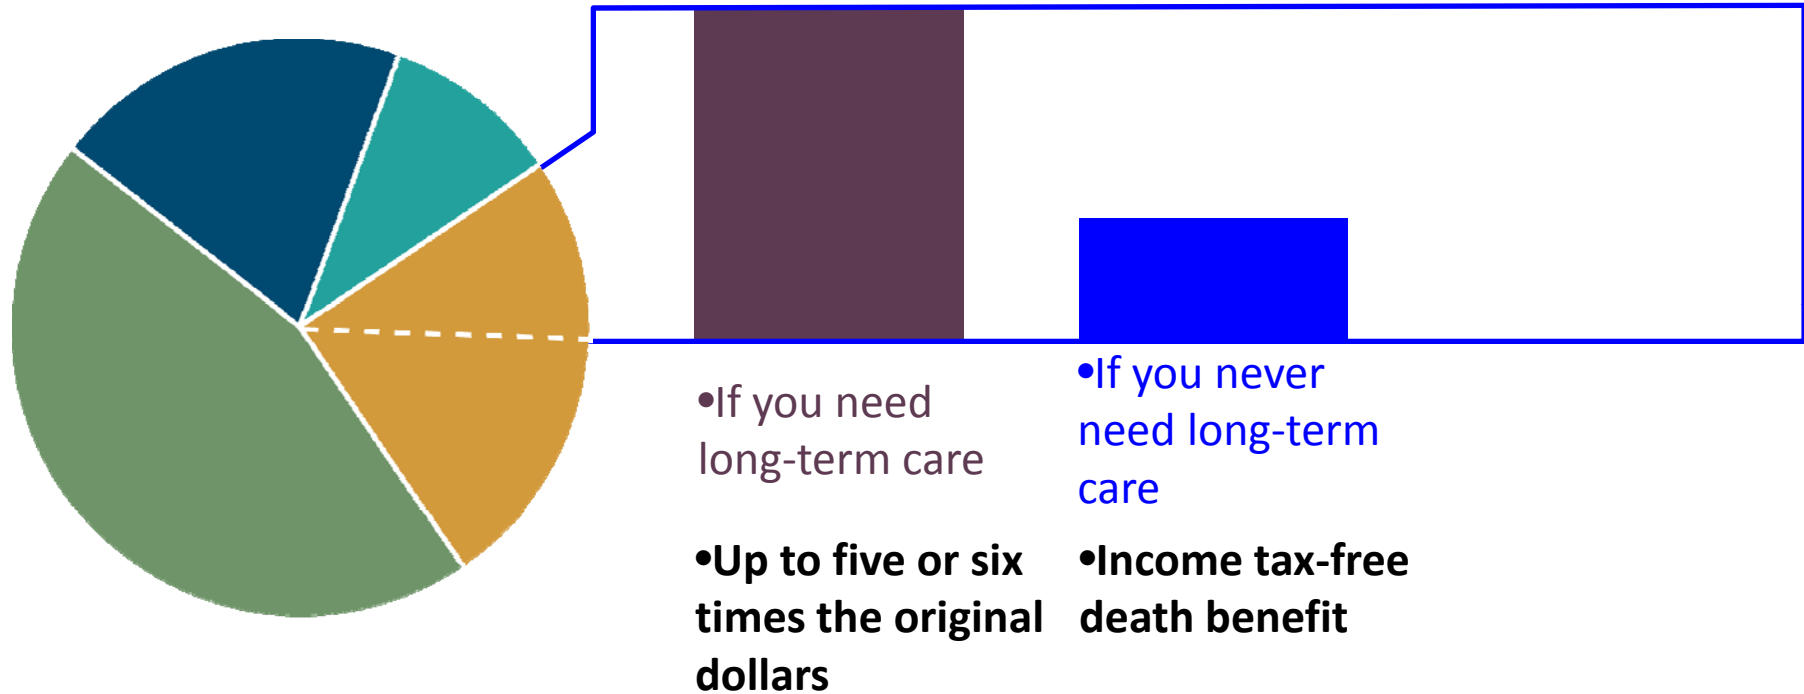 •If you need
long-term care
•Up to five or six
times the original
dollars
•If you never
need long-term
care
•Income tax-free
death benefit